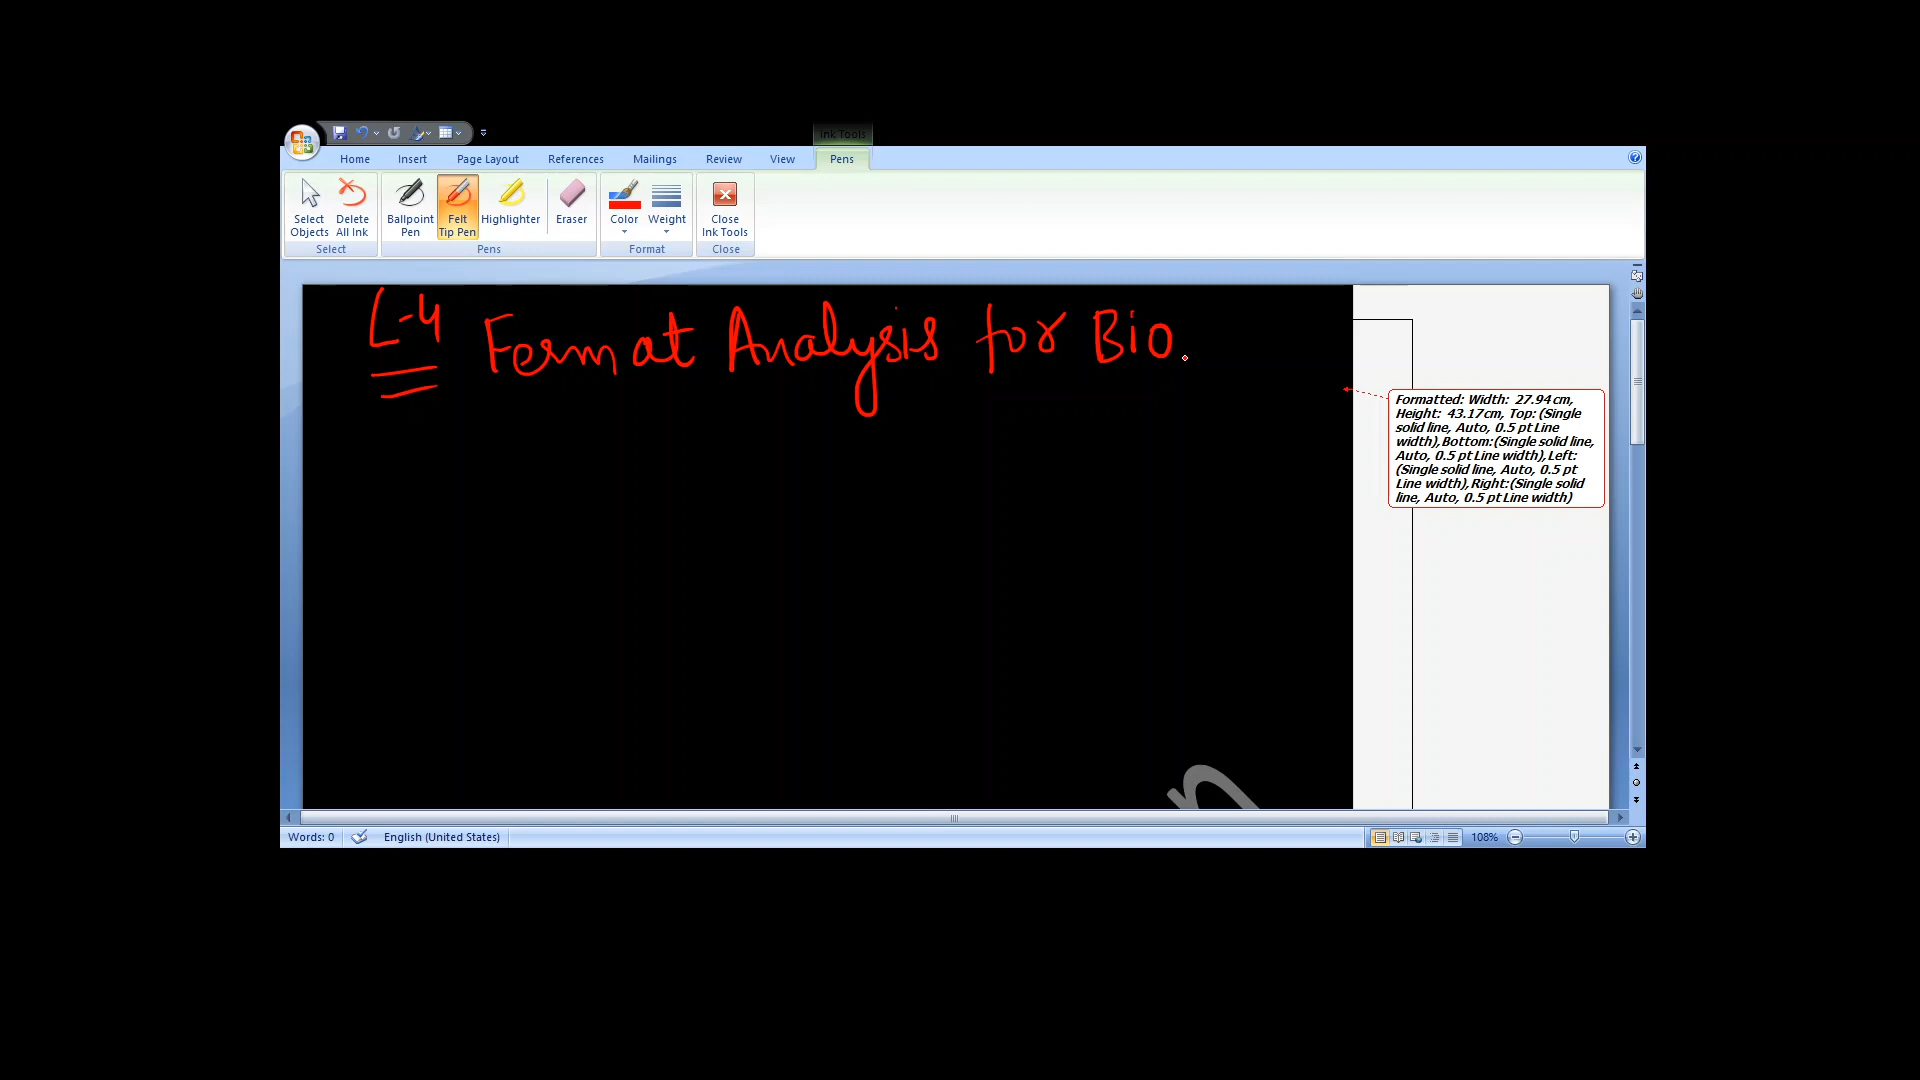 Ink Tools
Home Insert Page Layout References Mailings Review View Pens
Select Objects
Delete All Ink
Ballpoint Pen
Felt Tip Pen
Highlighter
Eraser
Color
Weight
Close Ink Tools
Select Pens Format Close
L-4 Format Analysis for Bio.
Formatted: Width: 27.94 cm,
Height: 43.17 cm, Top: (Single
solid line, Auto, 0.5 pt Line
width), Bottom: (Single solid line,
Auto, 0.5 pt Line width), Left:
(Single solid line, Auto, 0.5 pt
Line width), Right: (Single solid
line, Auto, 0.5 pt Line width)
n
Words: 0 English (United States) 108%